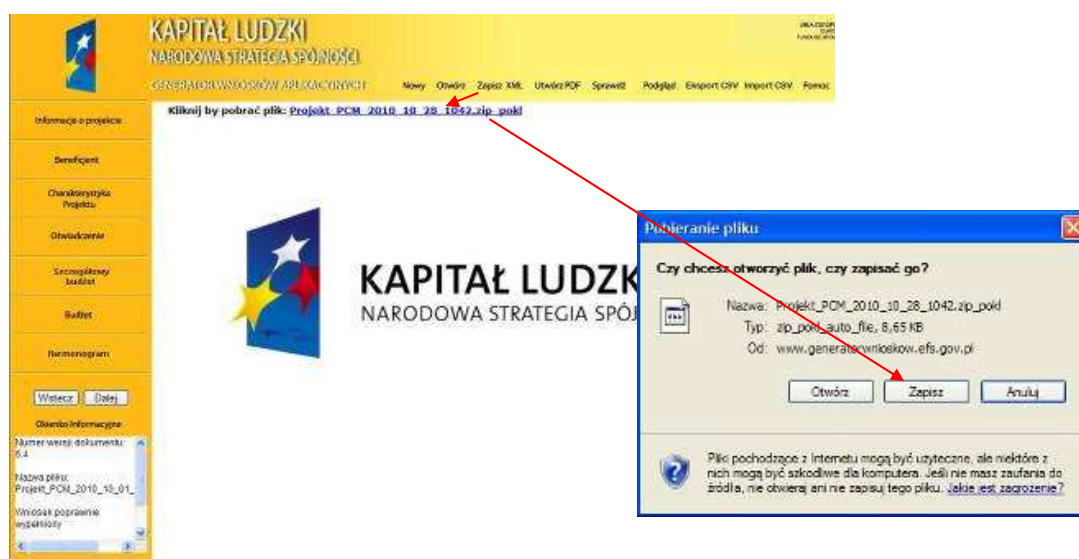 KAPITAŁ LUDZKI
NARODOWA STRATEGIA SPÓJNOŚCI
GENERATOR WNIOSKÓW APLIKACYJNYCH
Nowy Otwórz Zapisz XML Utwórz PDF Sprawdź Podgląd Eksport CSV Import CSV Pomoc
Kliknij by pobrać plik: Projekt_PCM_2010_10_28_1042.zip_pokl
Informacje o projekcie
Beneficjent
Charakterystyka
Projektu
Oświadczenie
Szczegółowy
budżet
Budżet
Harmonogram
Wstecz Dalej
Okienko Informacyjne
Numer wersji dokumentu:
6.4
Nazwa pliku:
Projekt_PCM_2010_10_01_
Wniosek poprawnie
wypełniony
KAPITAŁ LUDZK
NARODOWA STRATEGIA SPÓJ
Pobieranie pliku
Czy chcesz otworzyć plik, czy zapisać go?
Nazwa: Projekt_PCM_2010_10_28_1042.zip_pokl
Typ: zip_pokl_auto_file, 8,65 KB
Od: www.generatorwnioskow.efs.gov.pl
Otwórz Zapisz Anuluj
Pliki pochodzące z Internetu mogą być użyteczne, ale niektóre z
nich mogą być szkodliwe dla komputera. Jeśli nie masz zaufania do
źródła, nie otwieraj ani nie zapisuj tego pliku. Jakie jest zagrożenie?